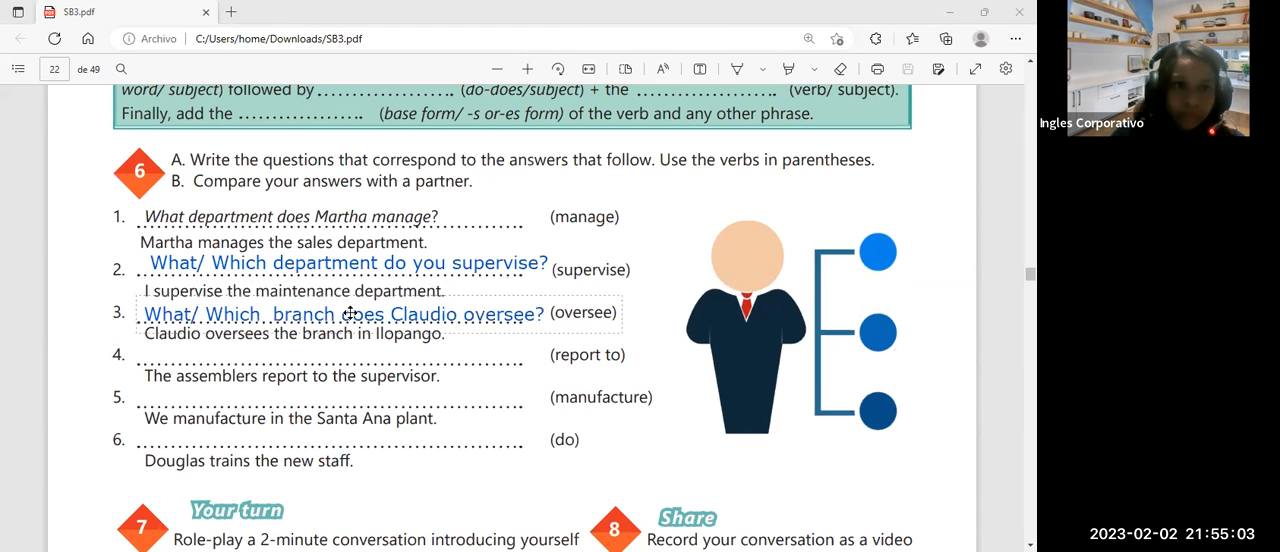 SB3.pdf
Archivo C:/Users/home/Downloads/SB3.pdf
22 de 49
word/ subject) followed by .................... (do-does/subject) + the .................... (verb/ subject).
Finally, add the .................. (base form/ -s or-es form) of the verb and any other phrase.
6 A. Write the questions that correspond to the answers that follow. Use the verbs in parentheses.
B. Compare your answers with a partner.
1. What department does Martha manage? (manage)
Martha manages the sales department.
2. What/ Which department do you supervise? (supervise)
I supervise the maintenance department.
3. What/ Which branch does Claudio oversee? (oversee)
Claudio oversees the branch in Ilopango.
4. (report to)
The assemblers report to the supervisor.
5. (manufacture)
We manufacture in the Santa Ana plant.
6. (do)
Douglas trains the new staff.
7 Your turn
Role-play a 2-minute conversation introducing yourself
8 Share
Record your conversation as a video
Ingles Corporativo
2023-02-02 21:55:03